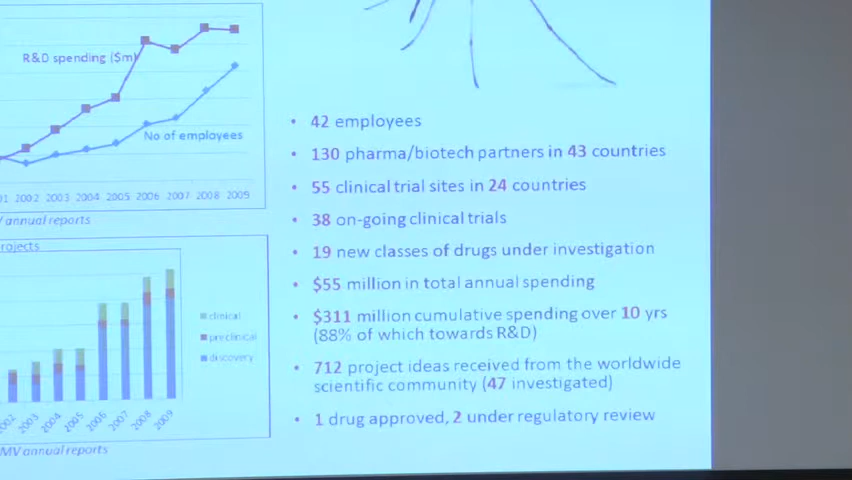 R&D spending ($m)
No of employees
2002 2003 2004 2005 2006 2007 2008 2009
annual reports
rojects
clinical
preclinical
discovery
2002 2003 2004 2005 2006 2007 2008 2009
MV annual reports
• 42 employees
• 130 pharma/biotech partners in 43 countries
• 55 clinical trial sites in 24 countries
• 38 on-going clinical trials
• 19 new classes of drugs under investigation
• $55 million in total annual spending
• $311 million cumulative spending over 10 yrs
(88% of which towards R&D)
• 712 project ideas received from the worldwide
scientific community (47 investigated)
• 1 drug approved, 2 under regulatory review